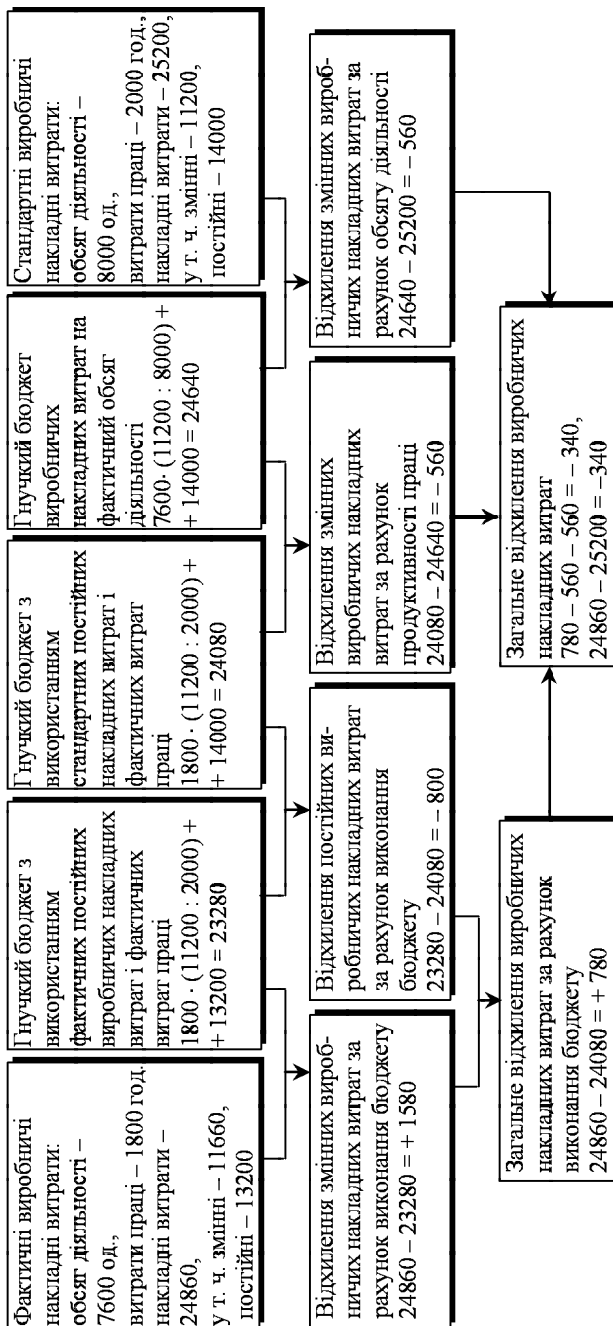 Фактичні виробничі
накладні витрати:
обсяг діяльності –
7600 од.,
витрати праці – 1800 год.
накладні витрати –
24860,
у т. ч. змінні – 11660,
постійні – 13200
Гнучкий бюджет з
використанням
фактичних постійних
виробничих накладних
витрат і фактичних
витрат праці
1800 · (11200 : 2000) +
+ 13200 = 23280
Гнучкий бюджет з
використанням
стандартних постійних
накладних витрат і
фактичних витрат
праці
1800 · (11200 : 2000) +
+ 14000 = 24080
Гнучкий бюджет
виробничих
накладних витрат на
фактичний обсяг
діяльності
7600· (11200 : 8000) +
+ 14000 = 24640
Стандартні виробничі
накладні витрати:
обсяг діяльності –
8000 од.,
витрати праці – 2000 год.,
накладні витрати – 25200,
у т. ч. змінні – 11200,
постійні – 14000
Відхилення змінних вироб-
ничих накладних витрат за
рахунок виконання бюджету
24860 – 23280 = + 1580
Відхилення постійних ви-
робничих накладних витрат
за рахунок виконання
бюджету
23280 – 24080 = – 800
Відхилення змінних
виробничих накладних
витрат за рахунок
продуктивності праці
24080 – 24640 = – 560
Відхилення змінних вироб-
ничих накладних витрат за
рахунок обсягу діяльності
24640 – 25200 = – 560
Загальне відхилення виробничих
накладних витрат за рахунок
виконання бюджету
24860 – 24080 = + 780
Загальне відхилення виробничих
накладних витрат
780 – 560 – 560 = – 340,
24860 – 25200 = –340